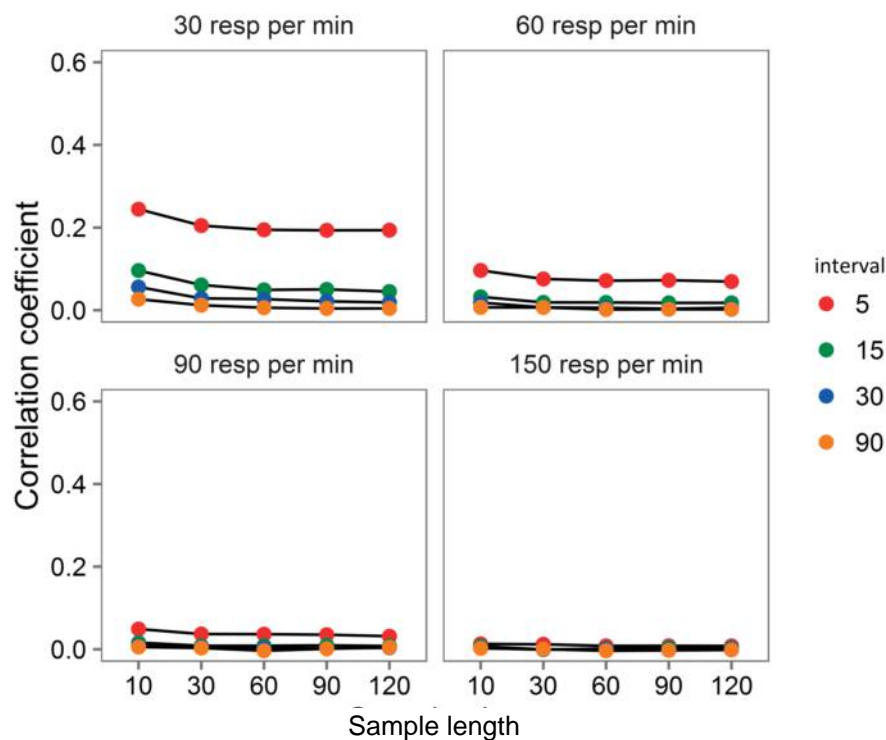 30 resp per min
60 resp per min
0.6
0.4
0.2
0.0
Correlation coefficient
90 resp per min
150 resp per min
0.6
0.4
0.2
0.0
10 30 60 90 120
10 30 60 90 120
Sample length
interval
5
15
30
90